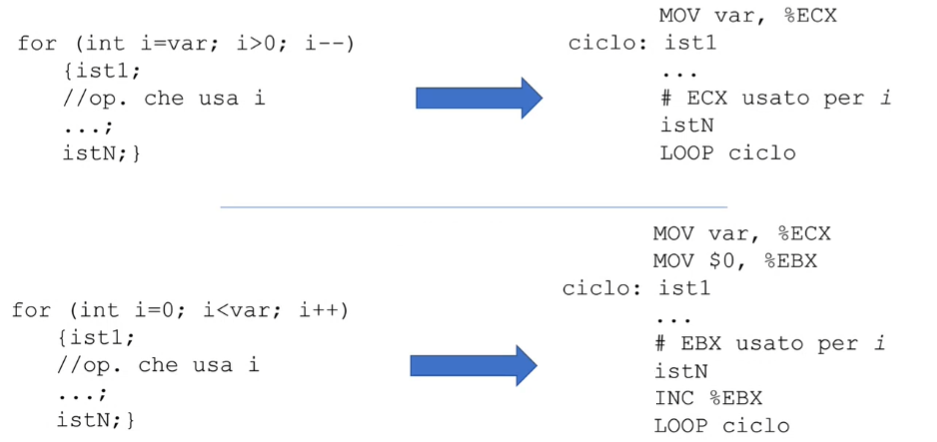 for (int i=var; i>0; i--)
{ist1;
//op. che usa i
...;
istN;}
MOV var, %ECX
ciclo: ist1
...
# ECX usato per i
istN
LOOP ciclo
for (int i=0; i<var; i++)
{ist1;
//op. che usa i
...;
istN;}
MOV var, %ECX
MOV $0, %EBX
ciclo: ist1
...
# EBX usato per i
istN
INC %EBX
LOOP ciclo